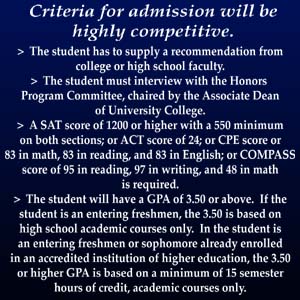 Criteria for admission will be
highly competitive.
> The student has to supply a recommendation from
college or high school faculty.
> The student must interview with the Honors
Program Committee, chaired by the Associate Dean
of University College.
> A SAT score of 1200 or higher with a 550 minimum
on both sections; or ACT score of 24; or CPE score or
83 in math, 83 in reading, and 83 in English; or COMPASS
score of 95 in reading, 97 in writing, and 48 in math
is required.
> The student will have a GPA of 3.50 or above. If the
student is an entering freshmen, the 3.50 is based on
high school academic courses only. In the student is
an entering freshmen or sophomore already enrolled
in an accredited institution of higher education, the 3.50
or higher GPA is based on a minimum of 15 semester
hours of credit, academic courses only.